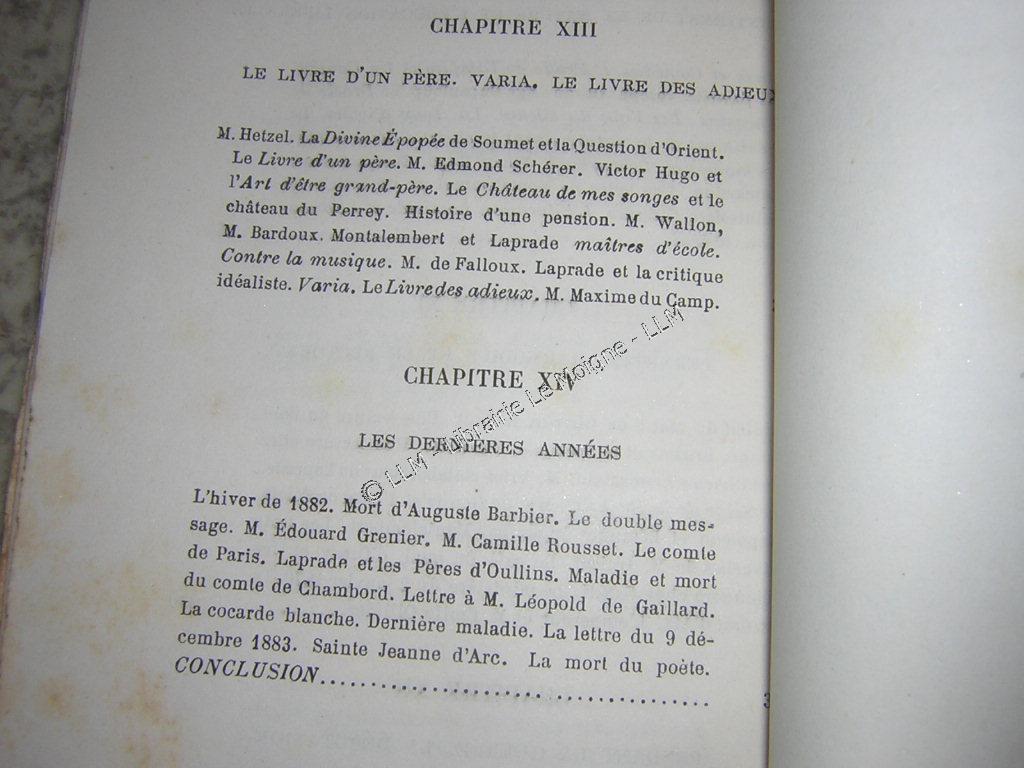 CHAPITRE XIII
LE LIVRE D'UN PÈRE. VARIA. LE LIVRE DES ADIEUX
M. Hetzel. La Divine Épopée de Soumet et la Question d'Orient.
Le Livre d'un père. M. Edmond Schérer. Victor Hugo et
l'Art d'être grand-père. Le Château de mes songes et le
château du Perrey. Histoire d'une pension. M. Wallon,
M. Bardoux. Montalembert et Laprade maîtres d'école.
Contre la musique. M. de Falloux. Laprade et la critique
idéaliste. Varia. Le Livre des adieux. M. Maxime du Camp.
CHAPITRE XIV
LES DERNIÈRES ANNÉES
L'hiver de 1882. Mort d'Auguste Barbier. Le double mes-
sage. M. Édouard Grenier. M. Camille Rousset. Le comte
de Paris. Laprade et les Pères d'Oullins. Maladie et mort
du comte de Chambord. Lettre à M. Léopold de Gaillard.
La cocarde blanche. Dernière maladie. La lettre du 9 dé-
cembre 1883. Sainte Jeanne d'Arc. La mort du poète.
CONCLUSION
© LLM - Librairie Le Moigne - LLM